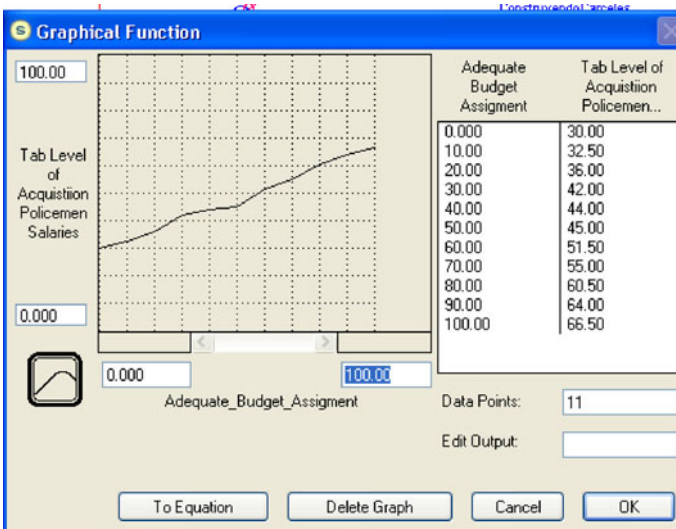 ConstruyendoCarceles
Graphical Function
100.00
Tab Level
of
Acquistiion
Policemen
Salaries
0.000
0.000
100.00
Adequate_Budget_Assigment
Adequate
Budget
Assigment
Tab Level of
Acquistiion
Policemen...
0.000 30.00
10.00 32.50
20.00 36.00
30.00 42.00
40.00 44.00
50.00 45.00
60.00 51.50
70.00 55.00
80.00 60.50
90.00 64.00
100.00 66.50
Data Points: 11
Edit Output:
To Equation
Delete Graph
Cancel
OK